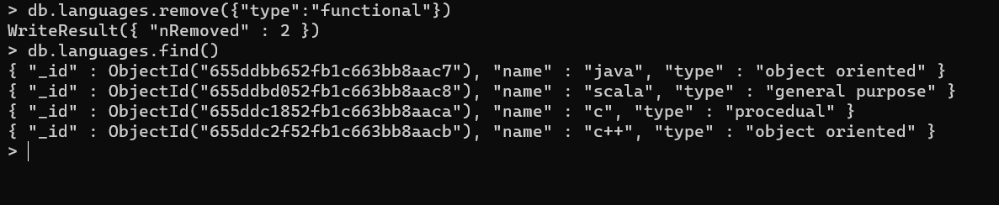 > db.languages.remove({"type":"functional"})
WriteResult({ "nRemoved" : 2 })
> db.languages.find()
{ "_id" : ObjectId("655ddbb652fb1c663bb8aac7"), "name" : "java", "type" : "object oriented" }
{ "_id" : ObjectId("655ddbd052fb1c663bb8aac8"), "name" : "scala", "type" : "general purpose" }
{ "_id" : ObjectId("655ddc1852fb1c663bb8aaca"), "name" : "c", "type" : "procedual" }
{ "_id" : ObjectId("655ddc2f52fb1c663bb8aacb"), "name" : "c++", "type" : "object oriented" }
>